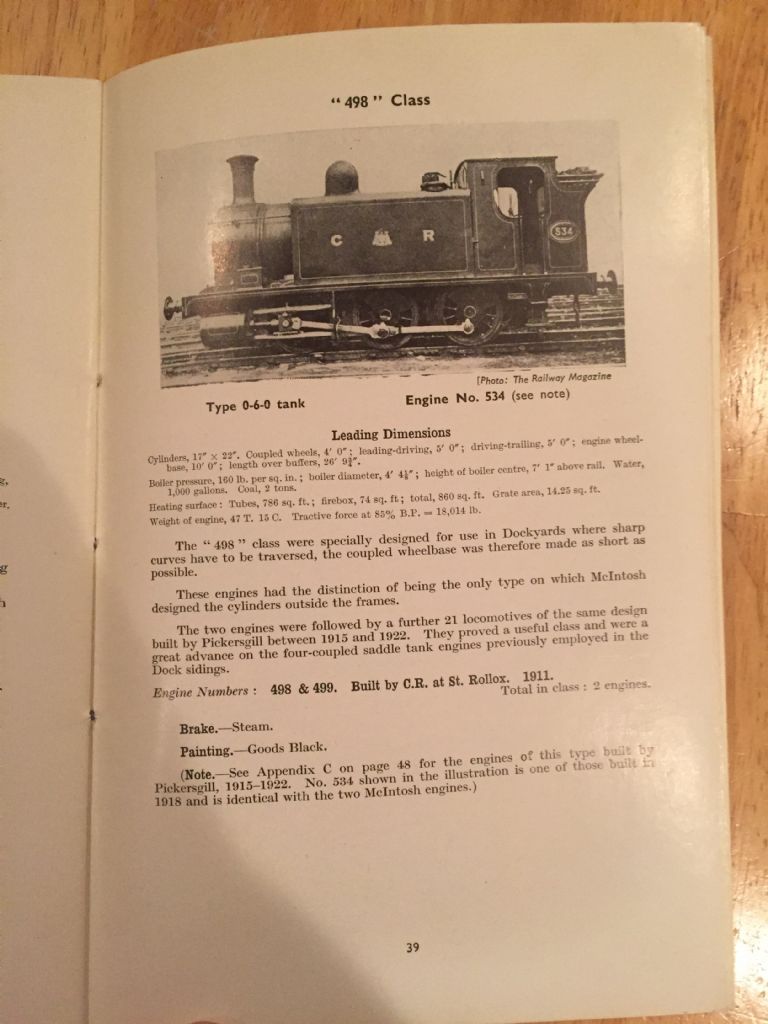 "498" Class
C R
534
[Photo: The Railway Magazine
Type 0-6-0 tank
Engine No. 534 (see note)
Leading Dimensions
Cylinders, 17" × 22". Coupled wheels, 4' 0"; leading-driving, 5' 0"; driving-trailing, 5' 0"; engine wheel-
base, 10' 0"; length over buffers, 26' 9¾".
Boiler pressure, 160 lb. per sq. in.; boiler diameter, 4' 4¼"; height of boiler centre, 7' 1" above rail. Water,
1,000 gallons. Coal, 2 tons.
Heating surface: Tubes, 786 sq. ft.; firebox, 74 sq. ft; total, 860 sq. ft. Grate area, 14.25 sq. ft.
Weight of engine, 47 T. 15 C. Tractive force at 85% B.P. = 18,014 lb.
The "498" class were specially designed for use in Dockyards where sharp
curves have to be traversed, the coupled wheelbase was therefore made as short as
possible.
These engines had the distinction of being the only type on which McIntosh
designed the cylinders outside the frames.
The two engines were followed by a further 21 locomotives of the same design
built by Pickersgill between 1915 and 1922. They proved a useful class and were a
great advance on the four-coupled saddle tank engines previously employed in the
Dock sidings.
Engine Numbers: 498 & 499. Built by C.R. at St. Rollox. 1911.
Total in class: 2 engines.
Brake.—Steam.
Painting.—Goods Black.
(Note.—See Appendix C on page 48 for the engines of this type built by
Pickersgill, 1915–1922. No. 534 shown in the illustration is one of those built in
1918 and is identical with the two McIntosh engines.)
39